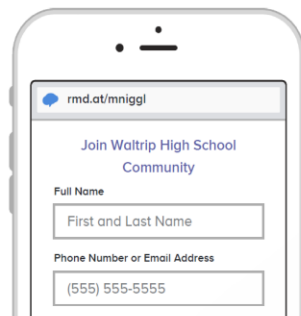 rmd.at/mniggl
Join Waltrip High School
Community
Full Name
First and Last Name
Phone Number or Email Address
(555) 555-5555